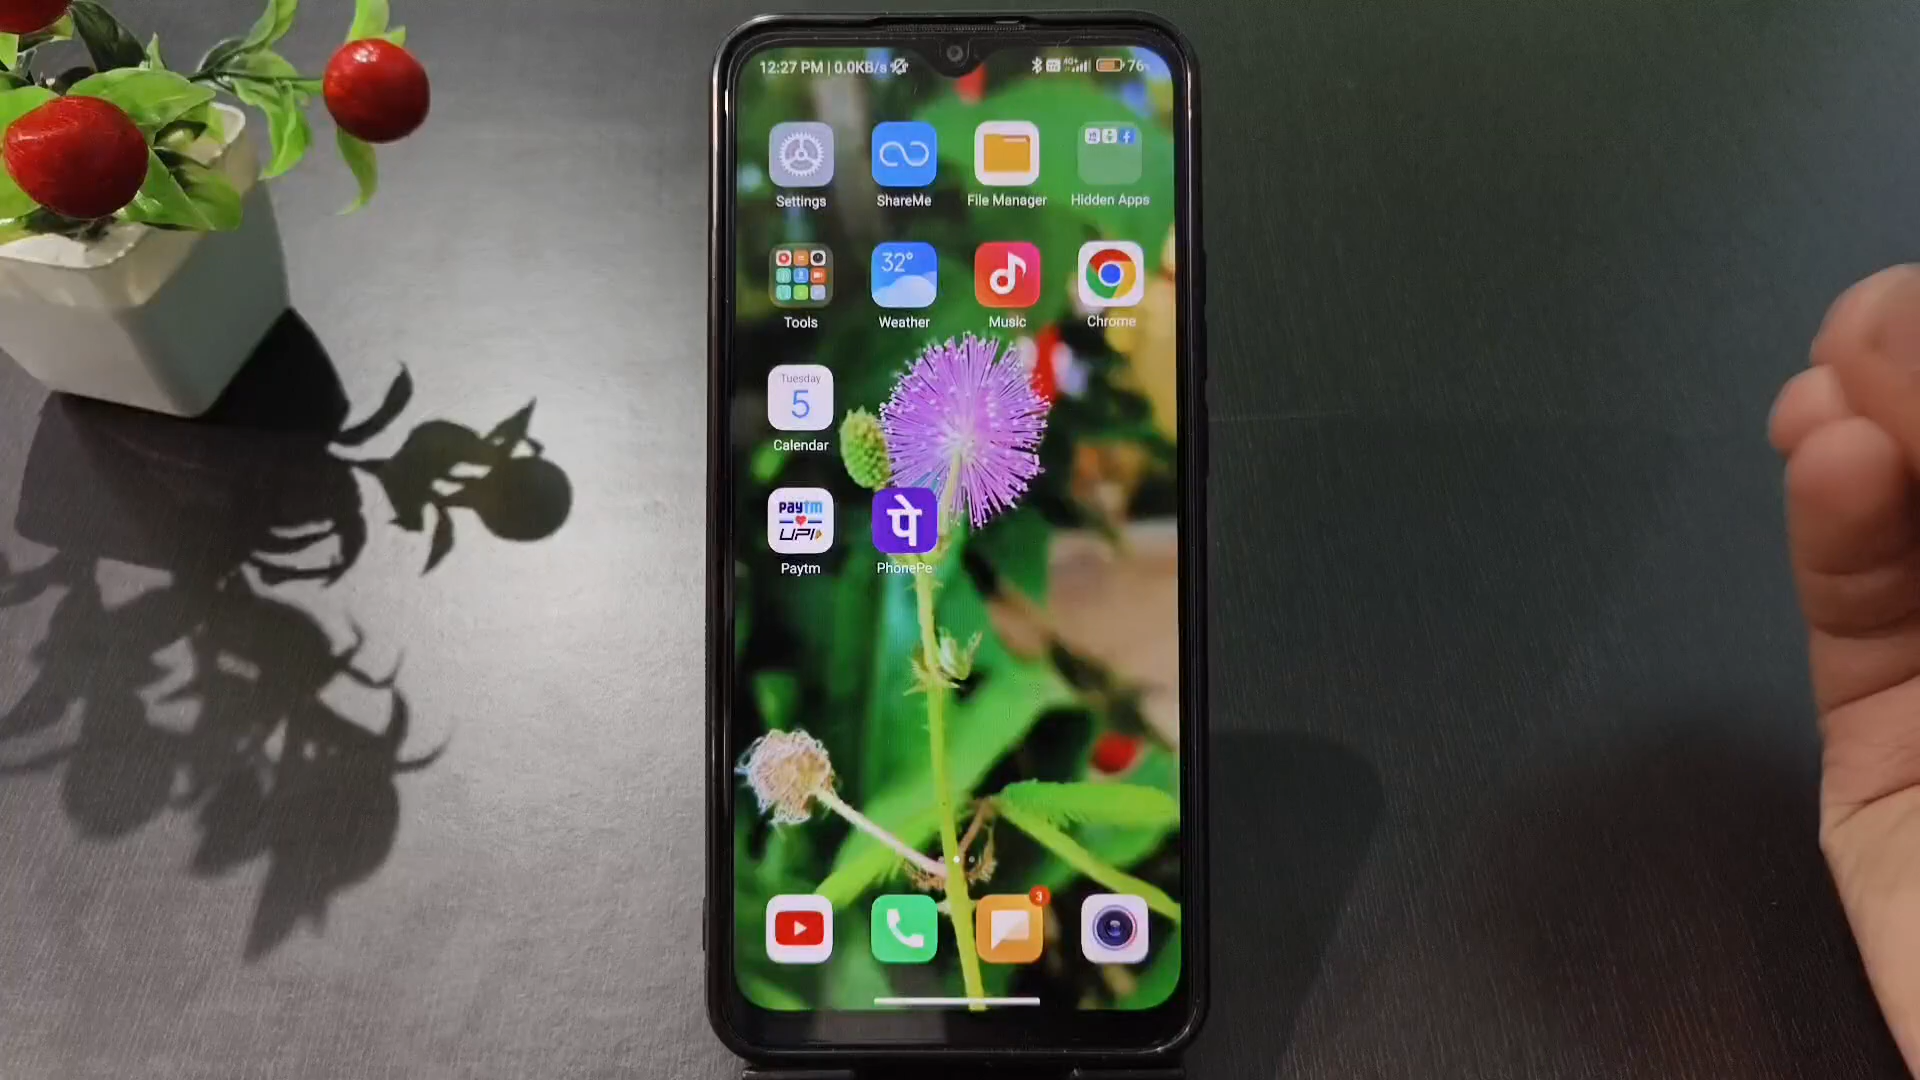 12:27 PM | 0.0KB/s 4G+ 76
Settings ShareMe File Manager Hidden Apps
32°
Tools Weather Music Chrome
Tuesday
5
Calendar
paytm
UPI
पे
Paytm PhonePe
3